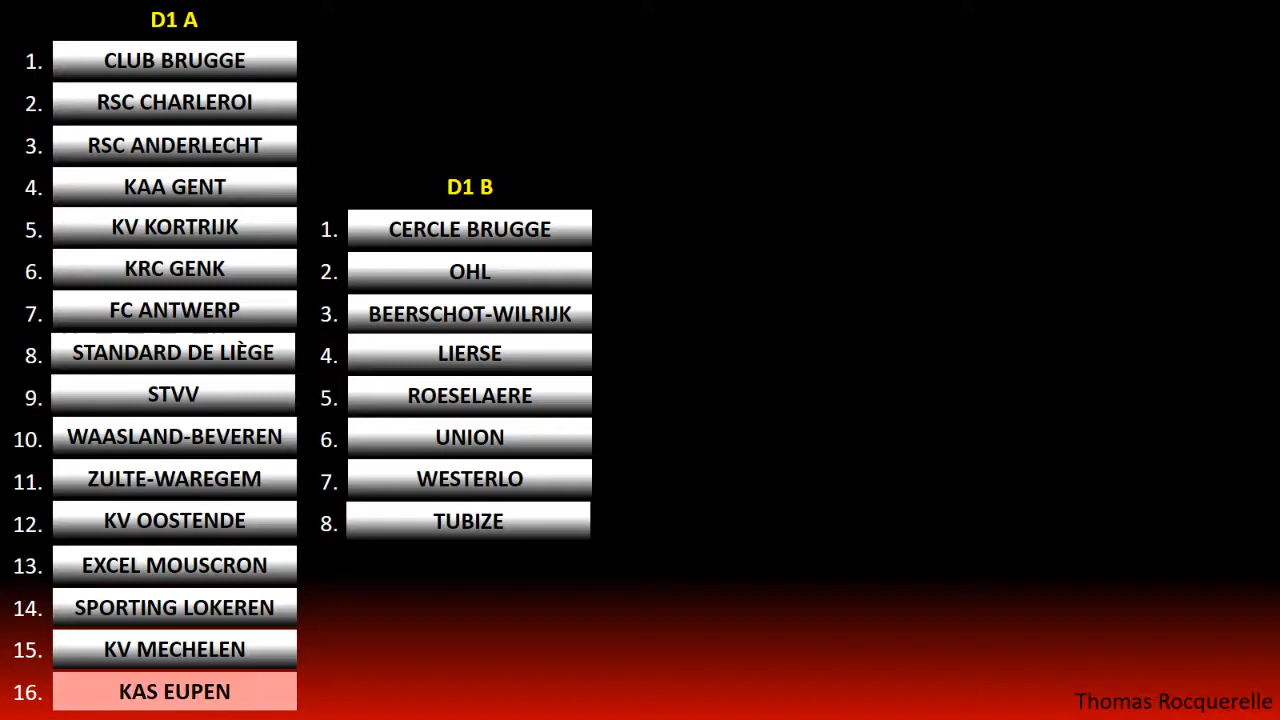 D1 A
1. CLUB BRUGGE
2. RSC CHARLEROI
3. RSC ANDERLECHT
4. KAA GENT
5. KV KORTRIJK
6. KRC GENK
7. FC ANTWERP
8. STANDARD DE LIÈGE
9. STVV
10. WAASLAND-BEVEREN
11. ZULTE-WAREGEM
12. KV OOSTENDE
13. EXCEL MOUSCRON
14. SPORTING LOKEREN
15. KV MECHELEN
16. KAS EUPEN
D1 B
1. CERCLE BRUGGE
2. OHL
3. BEERSCHOT-WILRIJK
4. LIERSE
5. ROESELAERE
6. UNION
7. WESTERLO
8. TUBIZE
Thomas Rocquerelle